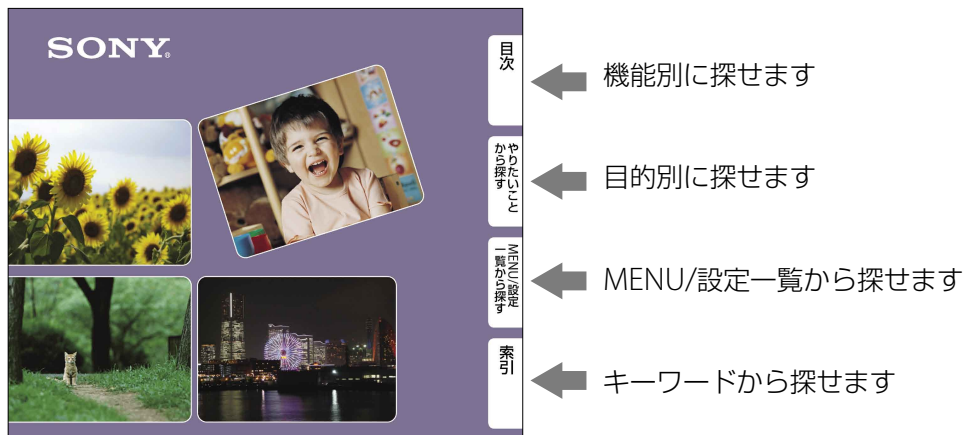 SONY®
目次
機能別に探せます
やりたいこと
から探す
目的別に探せます
MENU/設定
一覧から探す
MENU/設定一覧から探せます
索引
キーワードから探せます